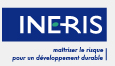 INERIS
maîtriser le risque
pour un développement durable